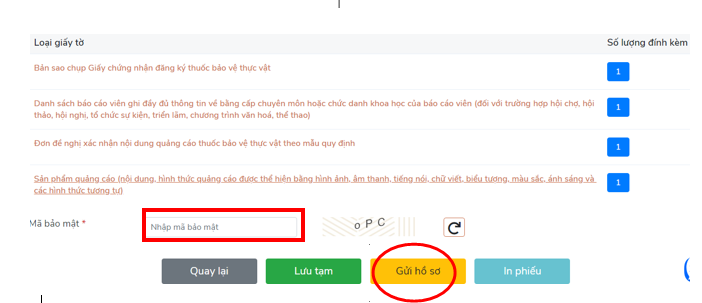 Loại giấy tờ Số lượng đính kèm
Bản sao chụp Giấy chứng nhận đăng ký thuốc bảo vệ thực vật 1
Danh sách báo cáo viên ghi đầy đủ thông tin về bằng cấp chuyên môn hoặc chức danh khoa học của báo cáo viên (đối với trường hợp hội chợ, hội
thảo, hội nghị, tổ chức sự kiện, triển lãm, chương trình văn hoá, thể thao) 1
Đơn đề nghị xác nhận nội dung quảng cáo thuốc bảo vệ thực vật theo mẫu quy định 1
Sản phẩm quảng cáo (nội dung, hình thức quảng cáo được thể hiện bằng hình ảnh, âm thanh, tiếng nói, chữ viết, biểu tượng, màu sắc, ánh sáng và
các hình thức tương tự) 1
Mã bảo mật * Nhập mã bảo mật o P C
Quay lại Lưu tạm Gửi hồ sơ In phiếu